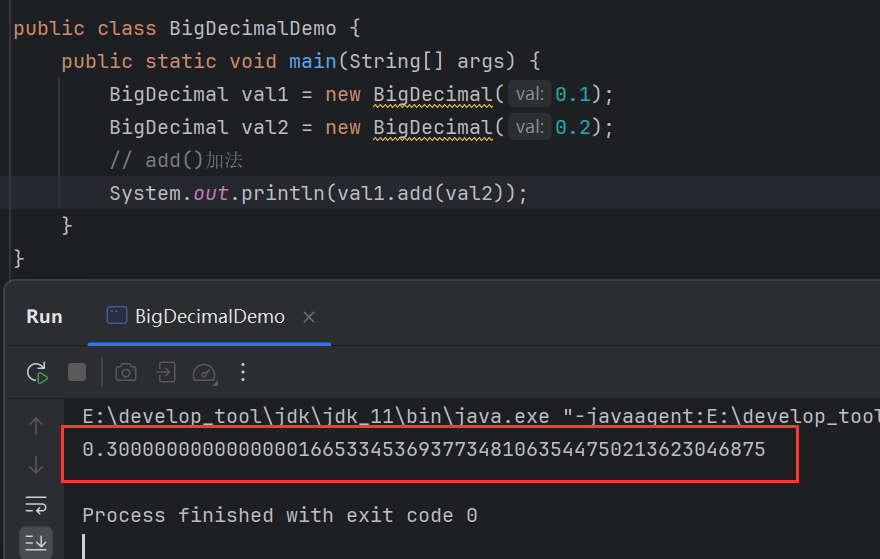 public class BigDecimalDemo {
public static void main(String[] args) {
BigDecimal val1 = new BigDecimal( val: 0.1);
BigDecimal val2 = new BigDecimal( val: 0.2);
// add()加法
System.out.println(val1.add(val2));
}
}
Run BigDecimalDemo
E:\develop_tool\jdk\jdk_11\bin\java.exe "-javaagent:E:\develop_tool
0.3000000000000000166533453693773481063544750213623046875
Process finished with exit code 0